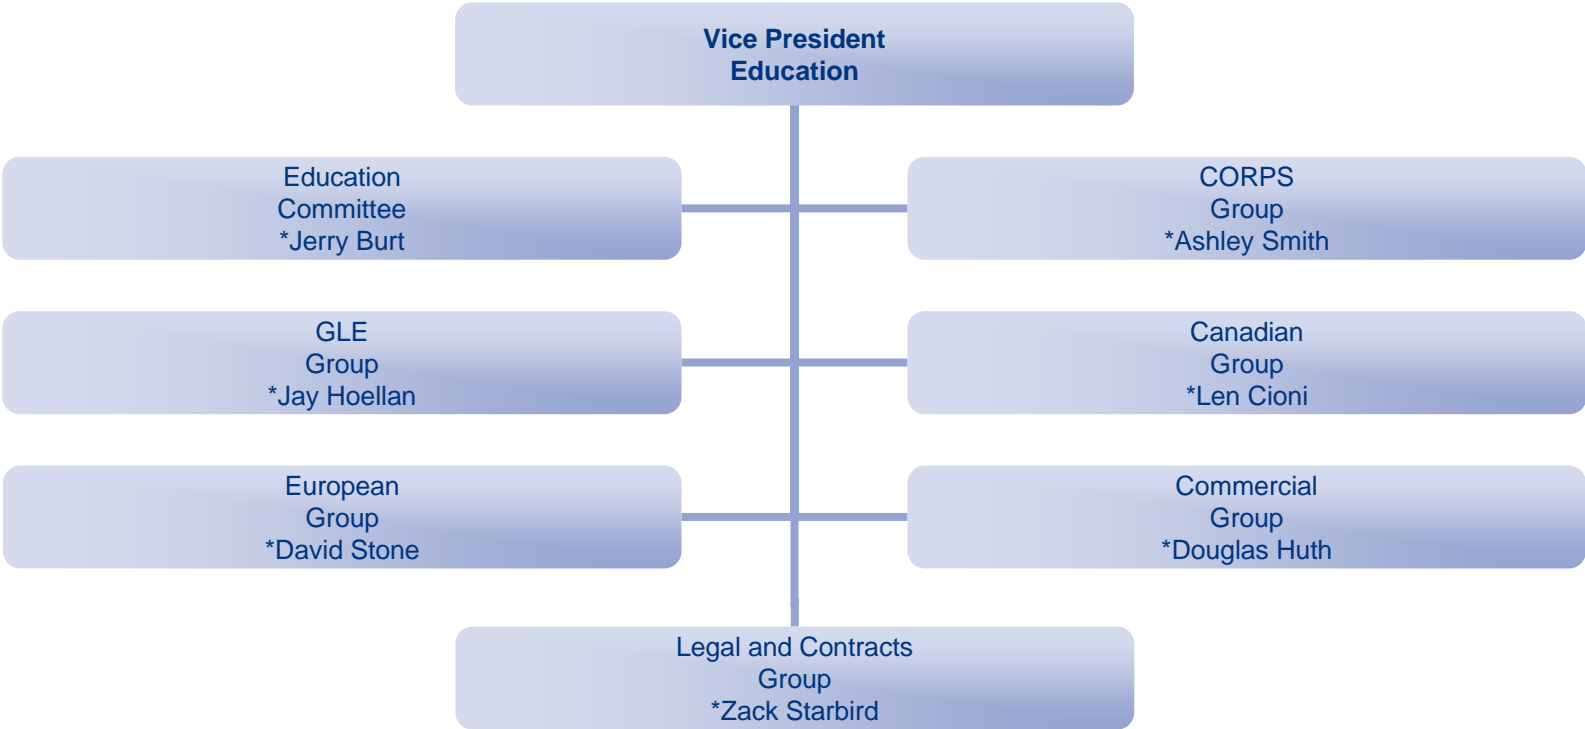 Vice President
Education
Education
Committee
*Jerry Burt
CORPS
Group
*Ashley Smith
GLE
Group
*Jay Hoellan
Canadian
Group
*Len Cioni
European
Group
*David Stone
Commercial
Group
*Douglas Huth
Legal and Contracts
Group
*Zack Starbird